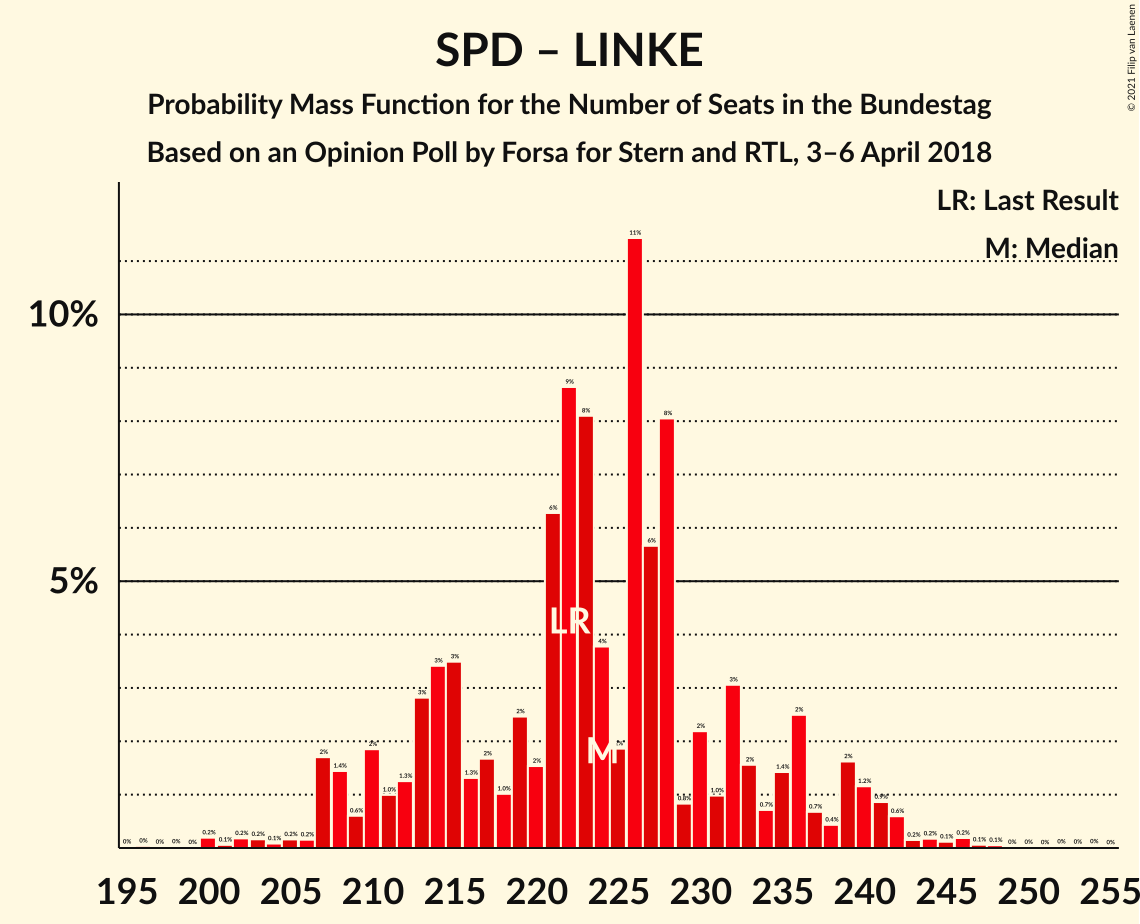 SPD – LINKE
Probability Mass Function for the Number of Seats in the Bundestag
Based on an Opinion Poll by Forsa for Stern and RTL, 3–6 April 2018
© 2021 Filip van Laenen
LR: Last Result
M: Median
10%
5%
0% 0% 0% 0% 0% 0.2% 0.1% 0.2% 0.2% 0.1% 0.2% 0.2% 2% 1.4% 0.6% 2% 1.0% 1.3% 3% 3% 3% 1.3% 2% 1.0% 2% 2% 6% 9% 8% 4% 11% 6% 8% 0.8% 2% 1.0% 3% 2% 0.7% 1.4% 2% 0.7% 0.4% 2% 1.2% 0.9% 0.6% 0.2% 0.2% 0.1% 0.2% 0.1% 0.1% 0% 0% 0% 0% 0% 0% 0%
LR
M
195 200 205 210 215 220 225 230 235 240 245 250 255